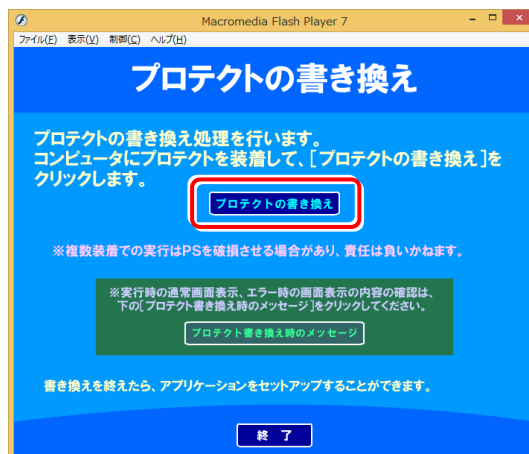 Macromedia Flash Player 7
ファイル(F) 表示(V) 制御(C) ヘルプ(H)
プロテクトの書き換え
プロテクトの書き換え処理を行います。
コンピュータにプロテクトを装着して、[プロテクトの書き換え]を
クリックします。
プロテクトの書き換え
※複数装着での実行はPSを破損させる場合があり、責任は負いかねます。
※実行時の通常画面表示、エラー時の画面表示の内容の確認は、
下の[プロテクト書き換え時のメッセージ]をクリックしてください。
プロテクト書き換え時のメッセージ
書き換えを終えたら、アプリケーションをセットアップすることができます。
終 了